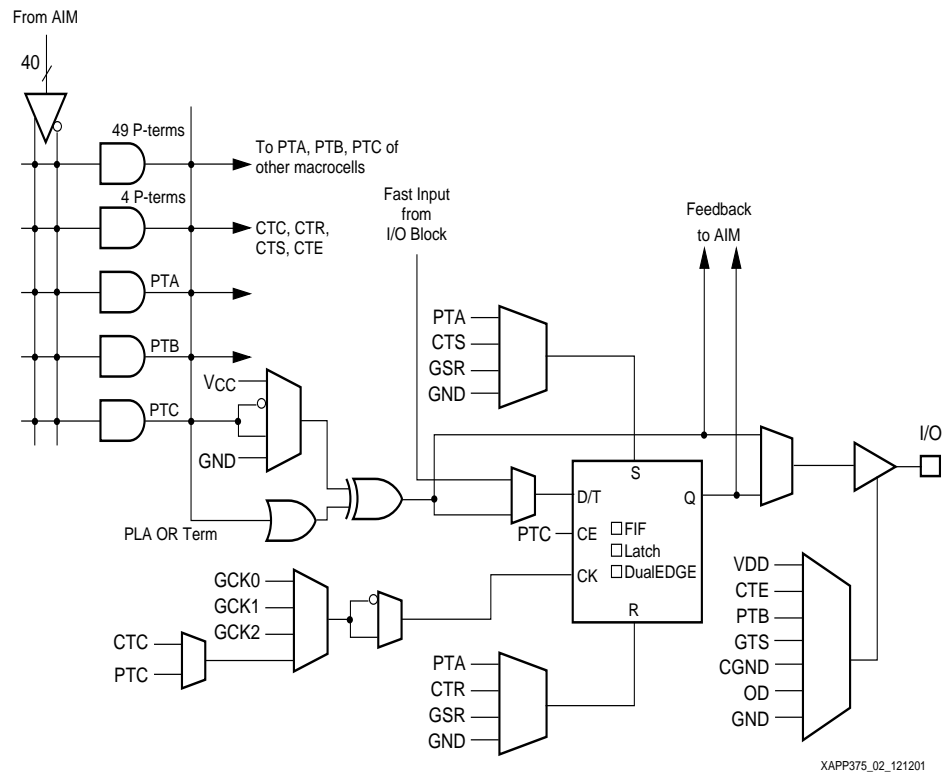 From AIM
40
49 P-terms
To PTA, PTB, PTC of
other macrocells
4 P-terms
CTC, CTR,
CTS, CTE
Fast Input
from
I/O Block
Feedback
to AIM
PTA
PTB
PTC
VCC
GND
PLA OR Term
PTA
CTS
GSR
GND
I/O
S
D/T
Q
PTC
CE
FIF
Latch
DualEDGE
CK
R
GCK0
GCK1
GCK2
CTC
PTC
PTA
CTR
GSR
GND
VDD
CTE
PTB
GTS
CGND
OD
GND
XAPP375_02_121201